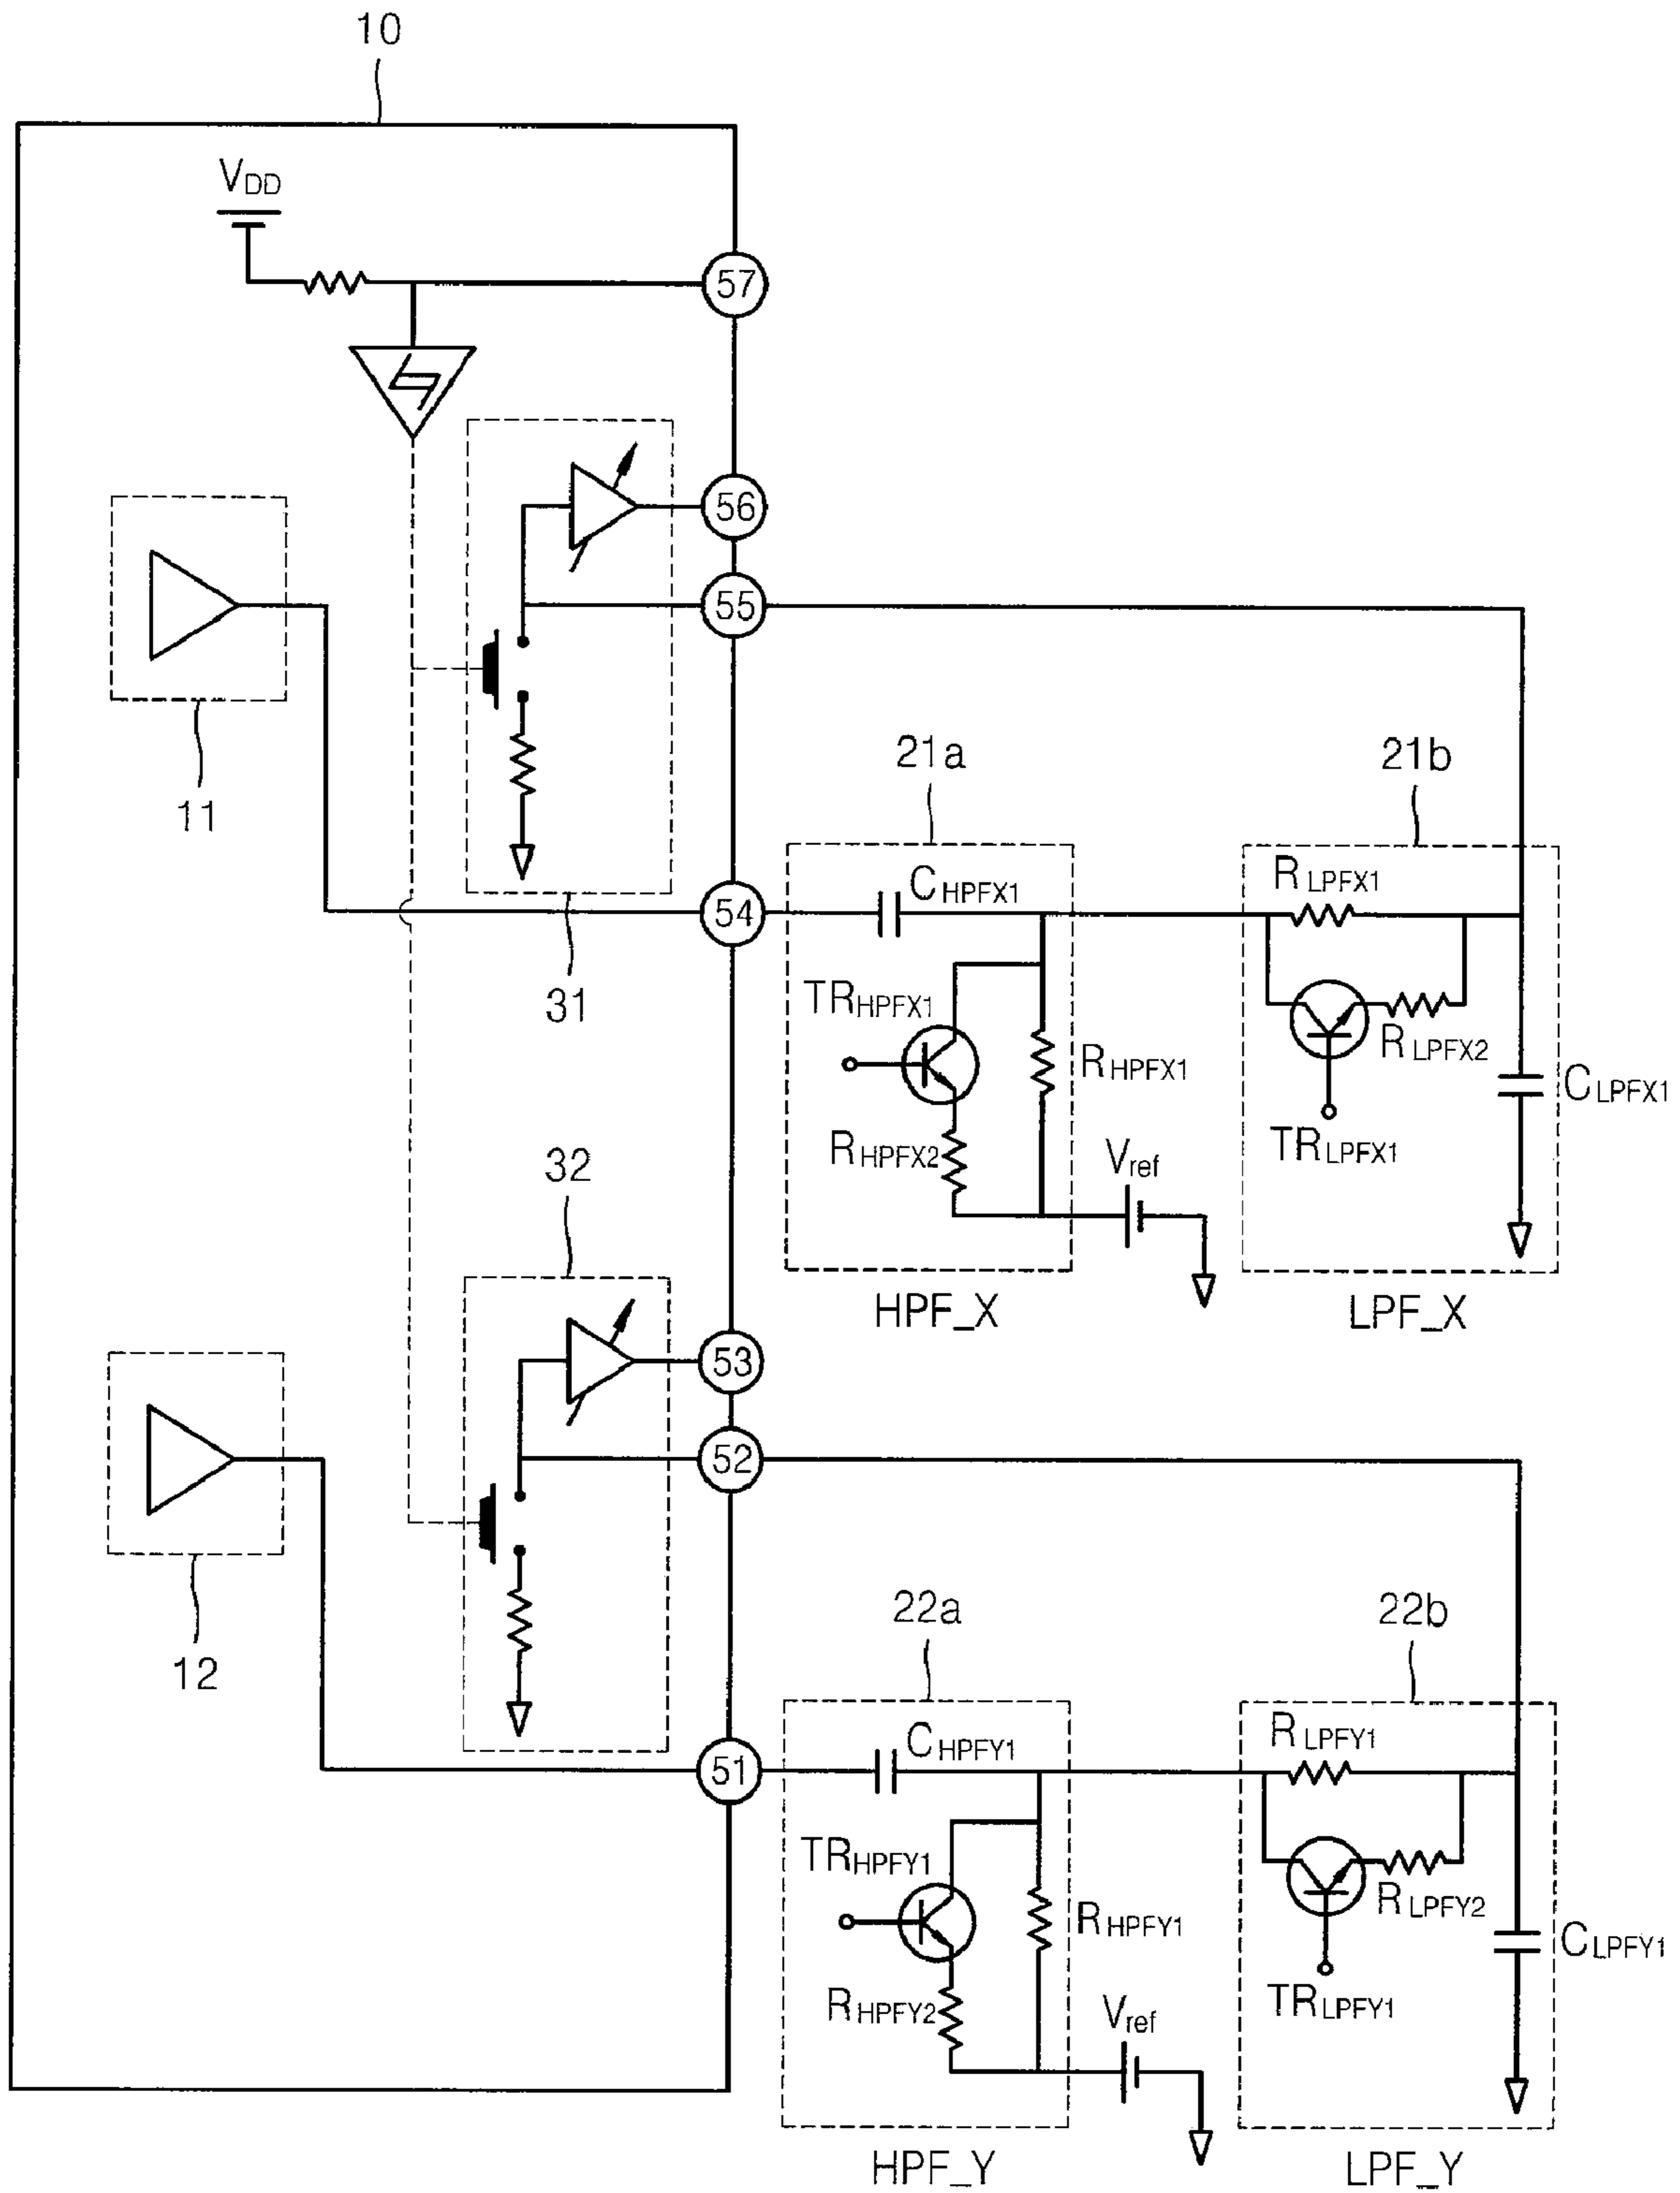 10
VDD
57
56
55
11
21a
21b
54
CHPFX1
RLPFX1
31
TRHPFX1
RHPFX1
RLPFX2
CLPFX1
TRLPFX1
RHPFX2
Vref
32
HPF_X
LPF_X
53
52
12
22a
22b
51
CHPFY1
RLPFY1
TRHPFY1
RHPFY1
RLPFY2
CLPFY1
TRLPFY1
RHPFY2
Vref
HPF_Y
LPF_Y